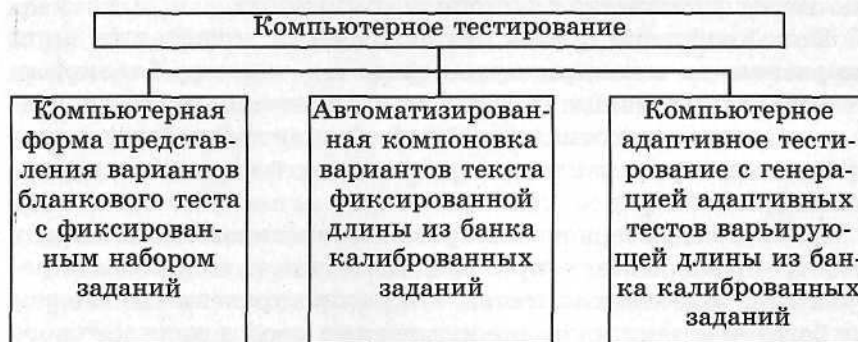 Компьютерное тестирование
Компьютерная
форма представ-
ления вариантов
бланкового теста
с фиксирован-
ным набором
заданий
Автоматизирован-
ная компоновка
вариантов текста
фиксированной
длины из банка
калиброванных
заданий
Компьютерное
адаптивное тести-
рование с генера-
цией адаптивных
тестов варьирую-
щей длины из бан-
ка калиброванных
заданий